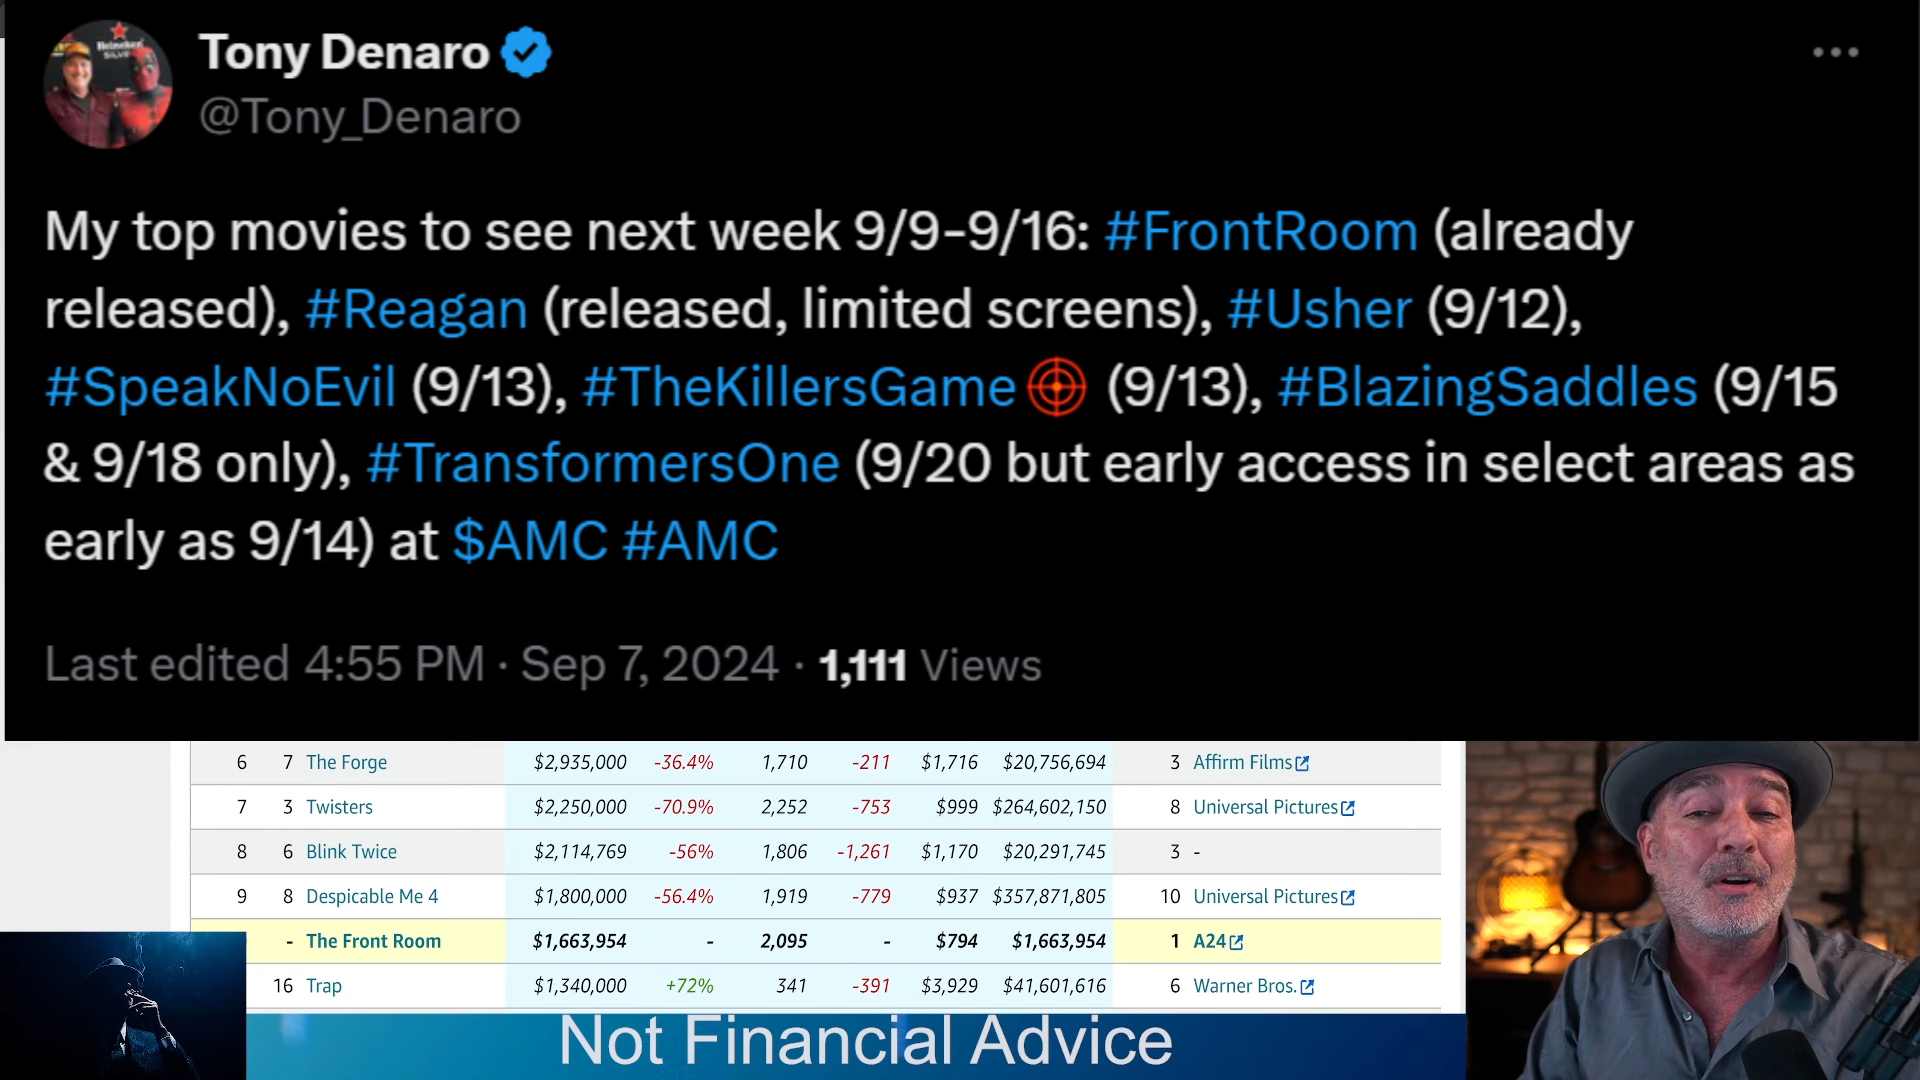 Heineken
SILVER
Tony Denaro
@Tony_Denaro
My top movies to see next week 9/9-9/16: #FrontRoom (already
released), #Reagan (released, limited screens), #Usher (9/12),
#SpeakNoEvil (9/13), #TheKillersGame (9/13), #BlazingSaddles (9/15
& 9/18 only), #TransformersOne (9/20 but early access in select areas as
early as 9/14) at $AMC #AMC
Last edited 4:55 PM · Sep 7, 2024 · 1,111 Views
6 7 The Forge $2,935,000 -36.4% 1,710 -211 $1,716 $20,756,694 3 Affirm Films
7 3 Twisters $2,250,000 -70.9% 2,252 -753 $999 $264,602,150 8 Universal Pictures
8 6 Blink Twice $2,114,769 -56% 1,806 -1,261 $1,170 $20,291,745 3 -
9 8 Despicable Me 4 $1,800,000 -56.4% 1,919 -779 $937 $357,871,805 10 Universal Pictures
- The Front Room $1,663,954 - 2,095 - $794 $1,663,954 1 A24
16 Trap $1,340,000 +72% 341 -391 $3,929 $41,601,616 6 Warner Bros.
Not Financial Advice